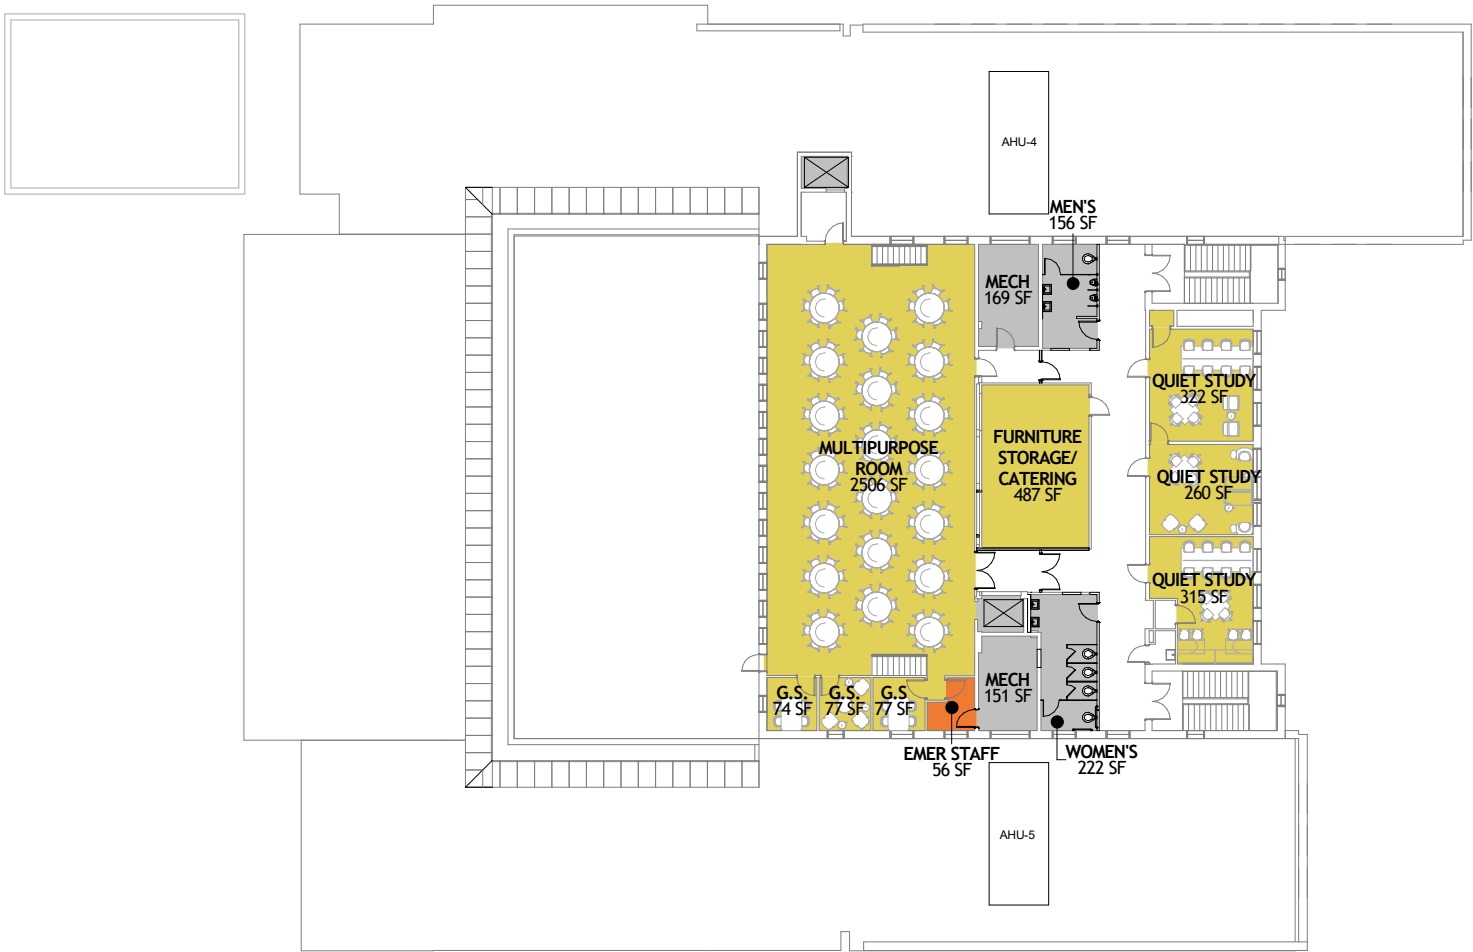 AHU-4
MEN'S
156 SF
MECH
169 SF
QUIET STUDY
322 SF
MULTIPURPOSE
ROOM
2506 SF
FURNITURE
STORAGE/
CATERING
487 SF
QUIET STUDY
260 SF
QUIET STUDY
315 SF
G.S.
74 SF
G.S.
77 SF
G.S
77 SF
MECH
151 SF
EMER STAFF
56 SF
WOMEN'S
222 SF
AHU-5